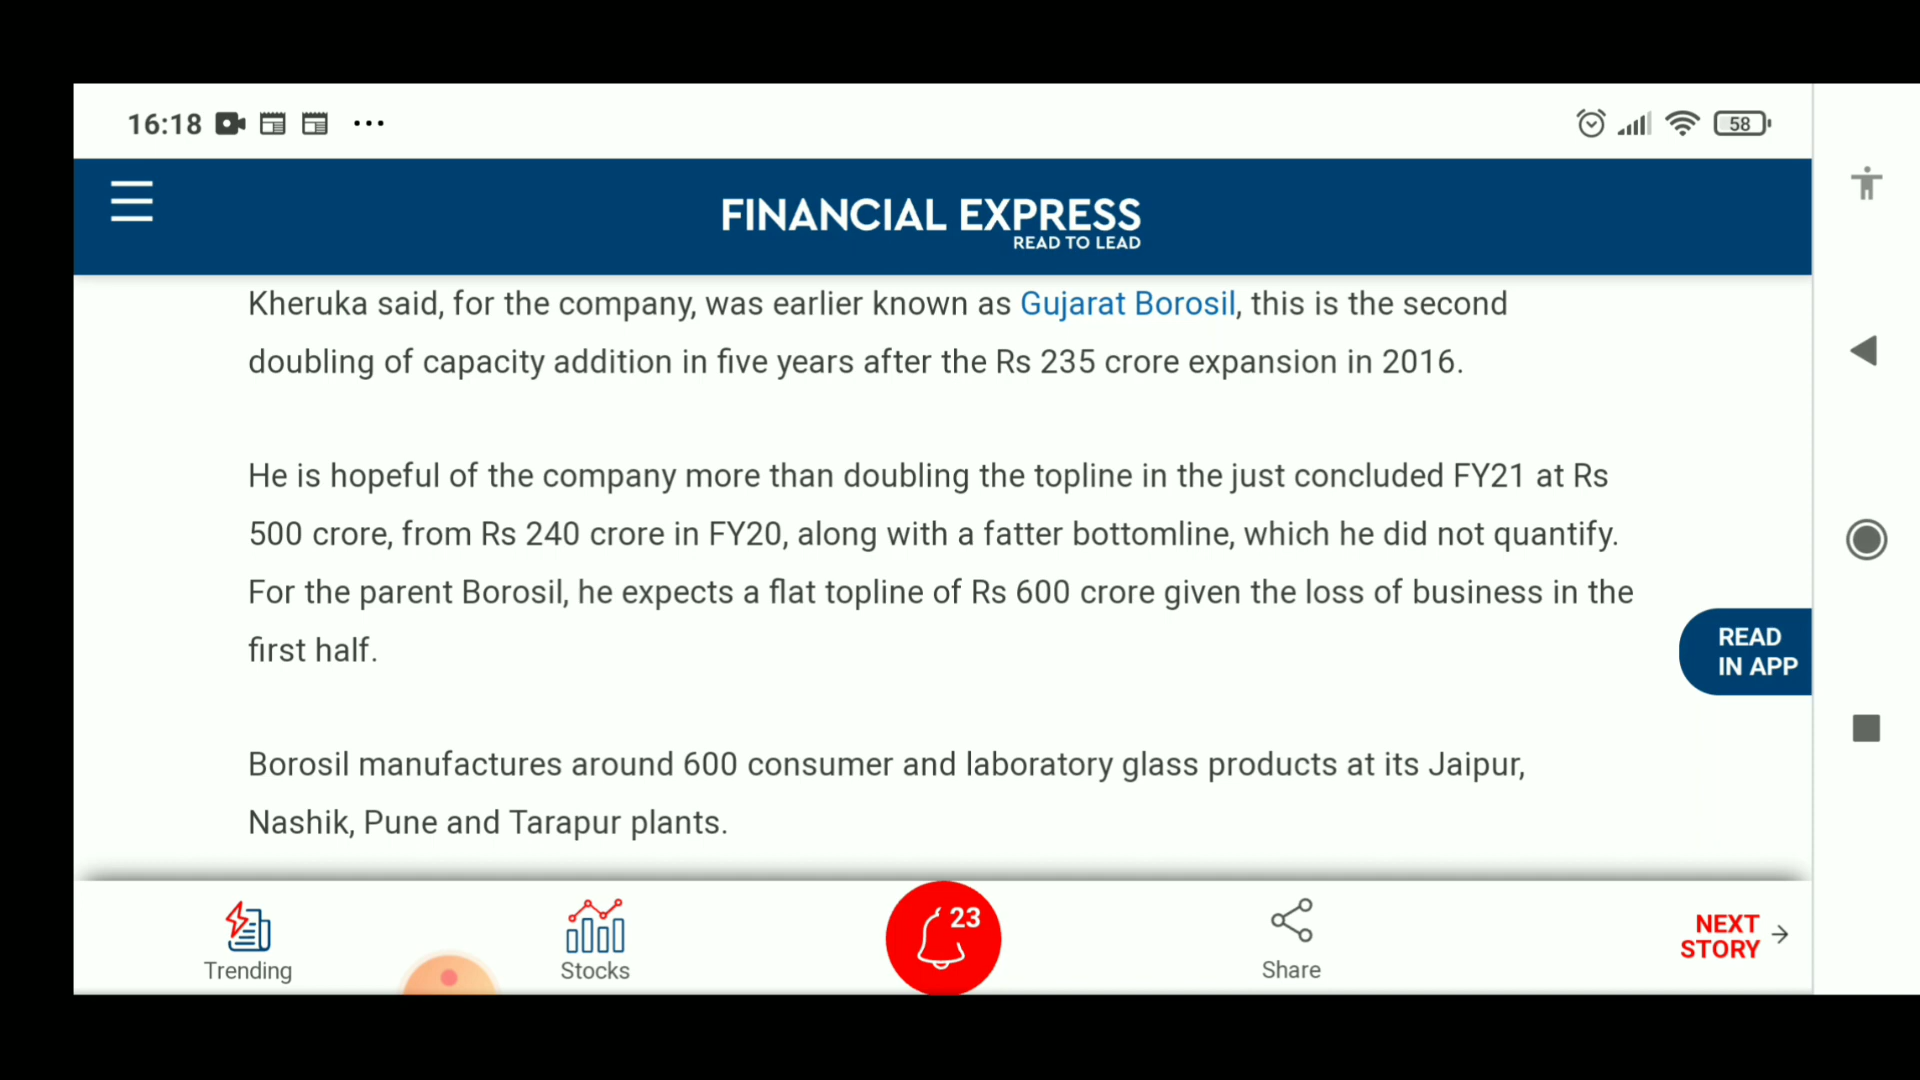 16:18
58
FINANCIAL EXPRESS
READ TO LEAD
Kheruka said, for the company, was earlier known as Gujarat Borosil, this is the second
doubling of capacity addition in five years after the Rs 235 crore expansion in 2016.
He is hopeful of the company more than doubling the topline in the just concluded FY21 at Rs
500 crore, from Rs 240 crore in FY20, along with a fatter bottomline, which he did not quantify.
For the parent Borosil, he expects a flat topline of Rs 600 crore given the loss of business in the
first half.
READ
IN APP
Borosil manufactures around 600 consumer and laboratory glass products at its Jaipur,
Nashik, Pune and Tarapur plants.
Trending
Stocks
23
Share
NEXT
STORY